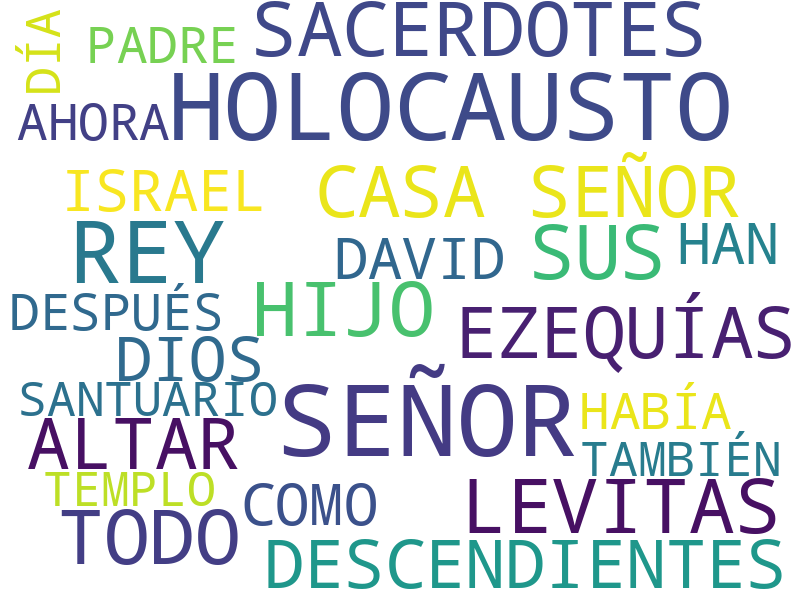 SACERDOTES
DÍA
PADRE
HOLOCAUSTO
AHORA
ISRAEL
CASA SEÑOR
REY
SUS
HAN
DAVID
DESPUÉS
HIJO
EZEQUÍAS
DIOS
SANTUARIO
SEÑOR
HABÍA
ALTAR
TAMBIÉN
TEMPLO
COMO
LEVITAS
TODO
DESCENDIENTES